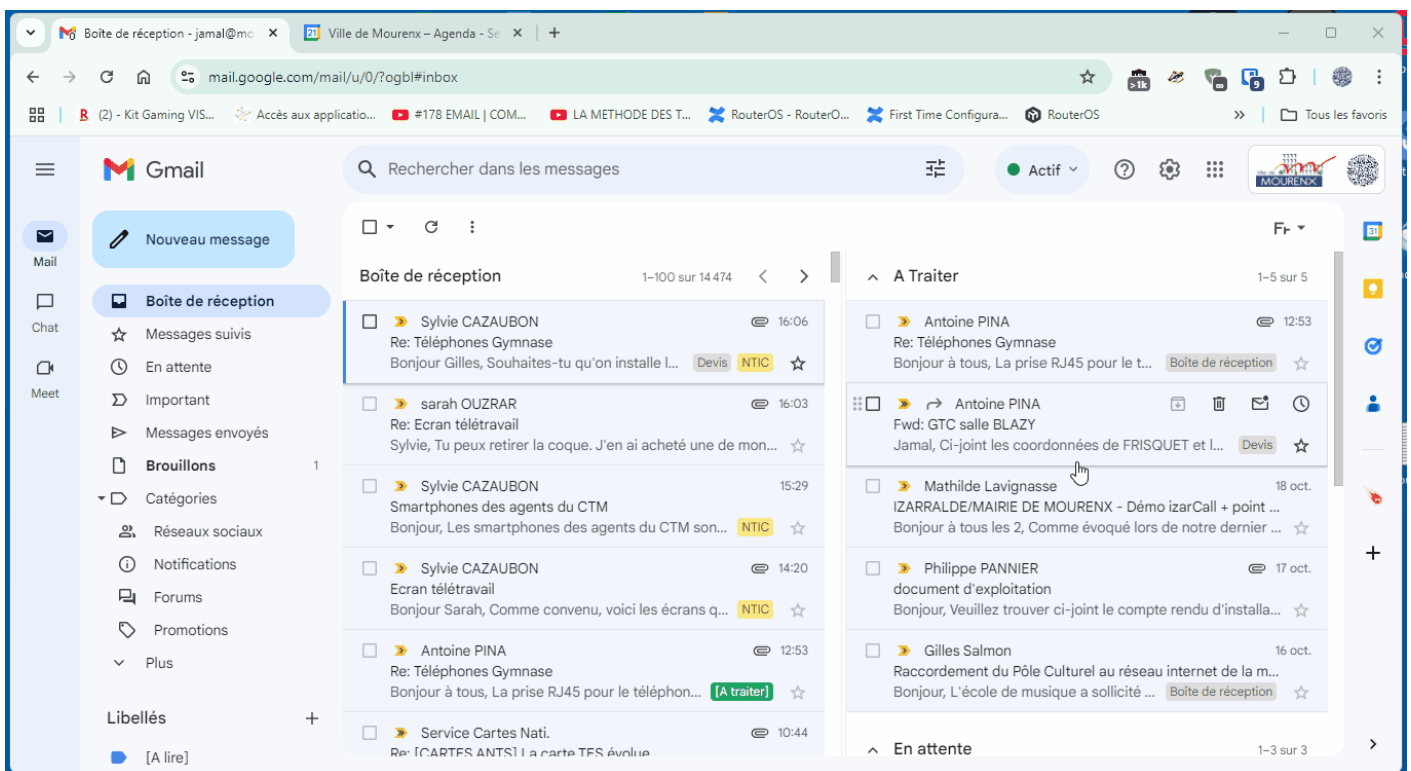 Boîte de réception - jamal@mo
Ville de Mourenx – Agenda - Se
mail.google.com/mail/u/0/?ogbl#inbox
>1k
9
(2) - Kit Gaming VIS...
Accès aux applicatio...
#178 EMAIL | COM...
LA METHODE DES T...
RouterOS - RouterO...
First Time Configura...
RouterOS
Tous les favoris
Gmail
Rechercher dans les messages
Actif
MOURENX
Mail
Chat
Meet
Nouveau message
Boîte de réception
Messages suivis
En attente
Important
Messages envoyés
Brouillons 1
Catégories
Réseaux sociaux
Notifications
Forums
Promotions
Plus
Libellés
[A lire]
Boîte de réception 1–100 sur 14 474
Sylvie CAZAUBON 16:06
Re: Téléphones Gymnase
Bonjour Gilles, Souhaites-tu qu'on installe l... Devis NTIC
sarah OUZRAR 16:03
Re: Ecran télétravail
Sylvie, Tu peux retirer la coque. J'en ai acheté une de mon...
Sylvie CAZAUBON 15:29
Smartphones des agents du CTM
Bonjour, Les smartphones des agents du CTM son... NTIC
Sylvie CAZAUBON 14:20
Ecran télétravail
Bonjour Sarah, Comme convenu, voici les écrans q... NTIC
Antoine PINA 12:53
Re: Téléphones Gymnase
Bonjour à tous, La prise RJ45 pour le téléphon... [A traiter]
Service Cartes Nati. 10:44
Re: [CARTES ANTS] La carte TES évolue
A Traiter 1–5 sur 5
Antoine PINA 12:53
Re: Téléphones Gymnase
Bonjour à tous, La prise RJ45 pour le t... Boîte de réception
Antoine PINA
Fwd: GTC salle BLAZY
Jamal, Ci-joint les coordonnées de FRISQUET et l... Devis
Mathilde Lavignasse 18 oct.
IZARRALDE/MAIRIE DE MOURENX - Démo izarCall + point ...
Bonjour à tous les 2, Comme évoqué lors de notre dernier ...
Philippe PANNIER 17 oct.
document d'exploitation
Bonjour, Veuillez trouver ci-joint le compte rendu d'installa...
Gilles Salmon 16 oct.
Raccordement du Pôle Culturel au réseau internet de la m...
Bonjour, L'école de musique a sollicité ... Boîte de réception
En attente 1–3 sur 3
31